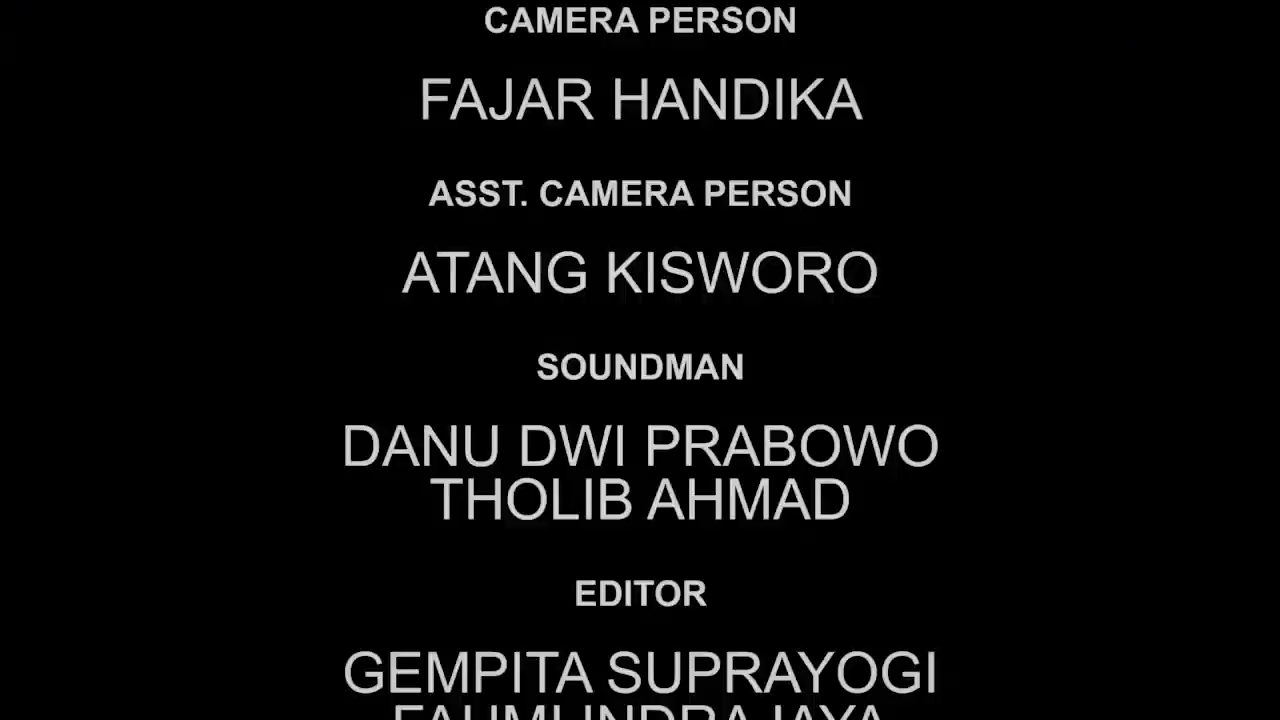 CAMERA PERSON
FAJAR HANDIKA
ASST. CAMERA PERSON
ATANG KISWORO
SOUNDMAN
DANU DWI PRABOWO
THOLIB AHMAD
EDITOR
GEMPITA SUPRAYOGI